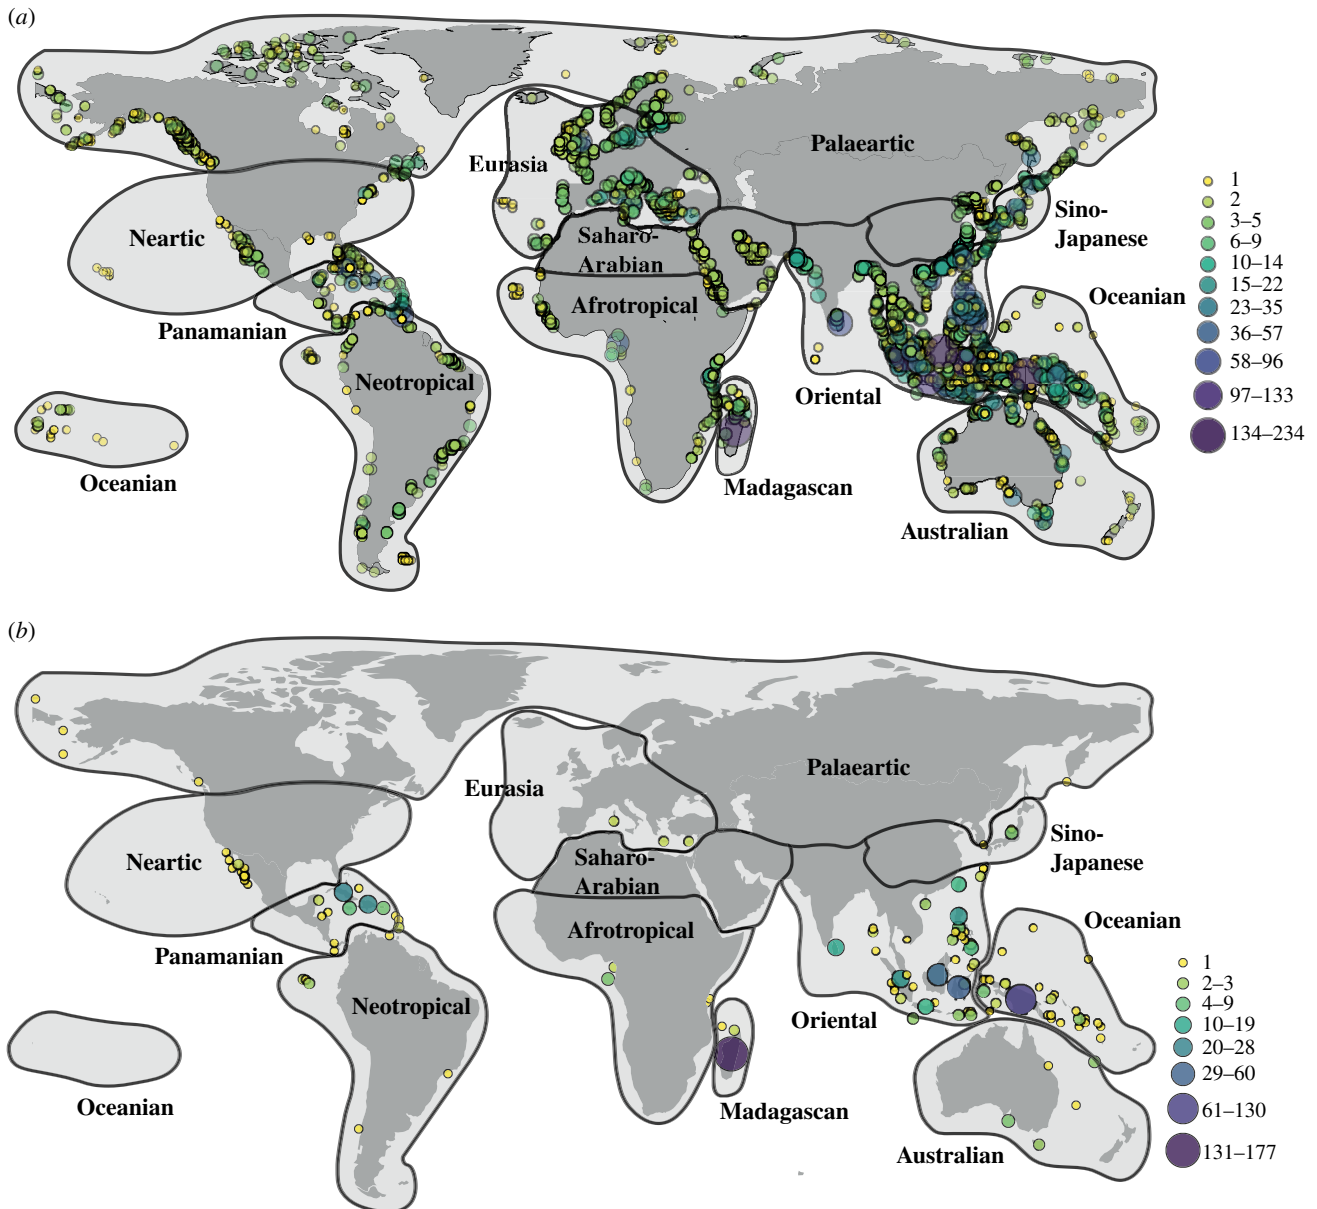 (a)
Palaeartic
Eurasia
1
2
3–5
6–9
10–14
15–22
23–35
36–57
58–96
97–133
134–234
Sino-
Japanese
Neartic
Saharo-
Arabian
Oceanian
Afrotropical
Panamanian
Neotropical
Oriental
Oceanian
Madagascan
Australian
(b)
Palaeartic
Eurasia
Sino-
Japanese
Neartic
Saharo-
Arabian
Oceanian
Afrotropical
Panamanian
1
2–3
4–9
10–19
20–28
29–60
61–130
131–177
Neotropical
Oriental
Oceanian
Madagascan
Australian